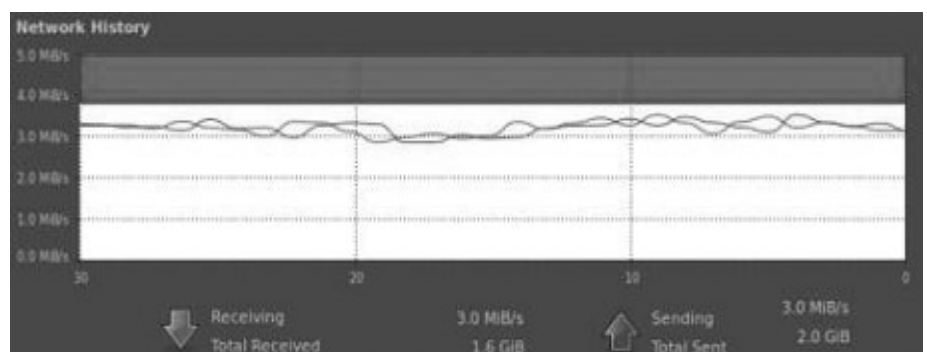 Network History
5.0 MiB/s
4.0 MiB/s
3.0 MiB/s
2.0 MiB/s
1.0 MiB/s
0.0 MiB/s
30 20 10 0
Receiving 3.0 MiB/s Sending 3.0 MiB/s
Total Received 1.6 GiB Total Sent 2.0 GiB